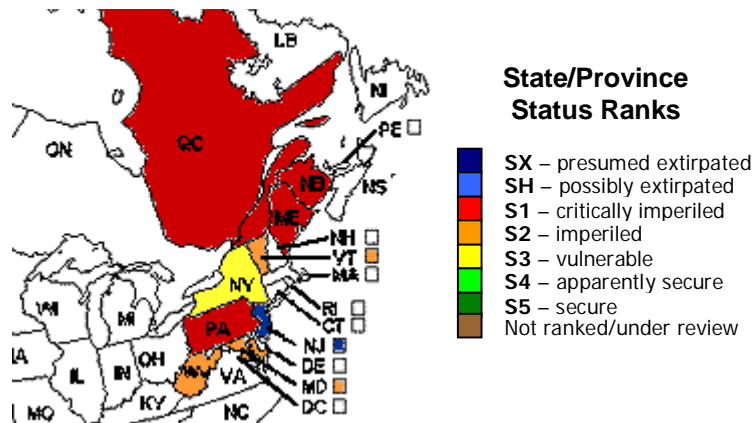 LB
NI
PE
ON
QC
NB
NS
ME
NH
VT
MA
WI
MI
NY
RI
CT
PA
NJ
IA
IL
IN
OH
WV
DE
MD
DC
VA
KY
MO
NC
State/Province
Status Ranks
SX – presumed extirpated
SH – possibly extirpated
S1 – critically imperiled
S2 – imperiled
S3 – vulnerable
S4 – apparently secure
S5 – secure
Not ranked/under review